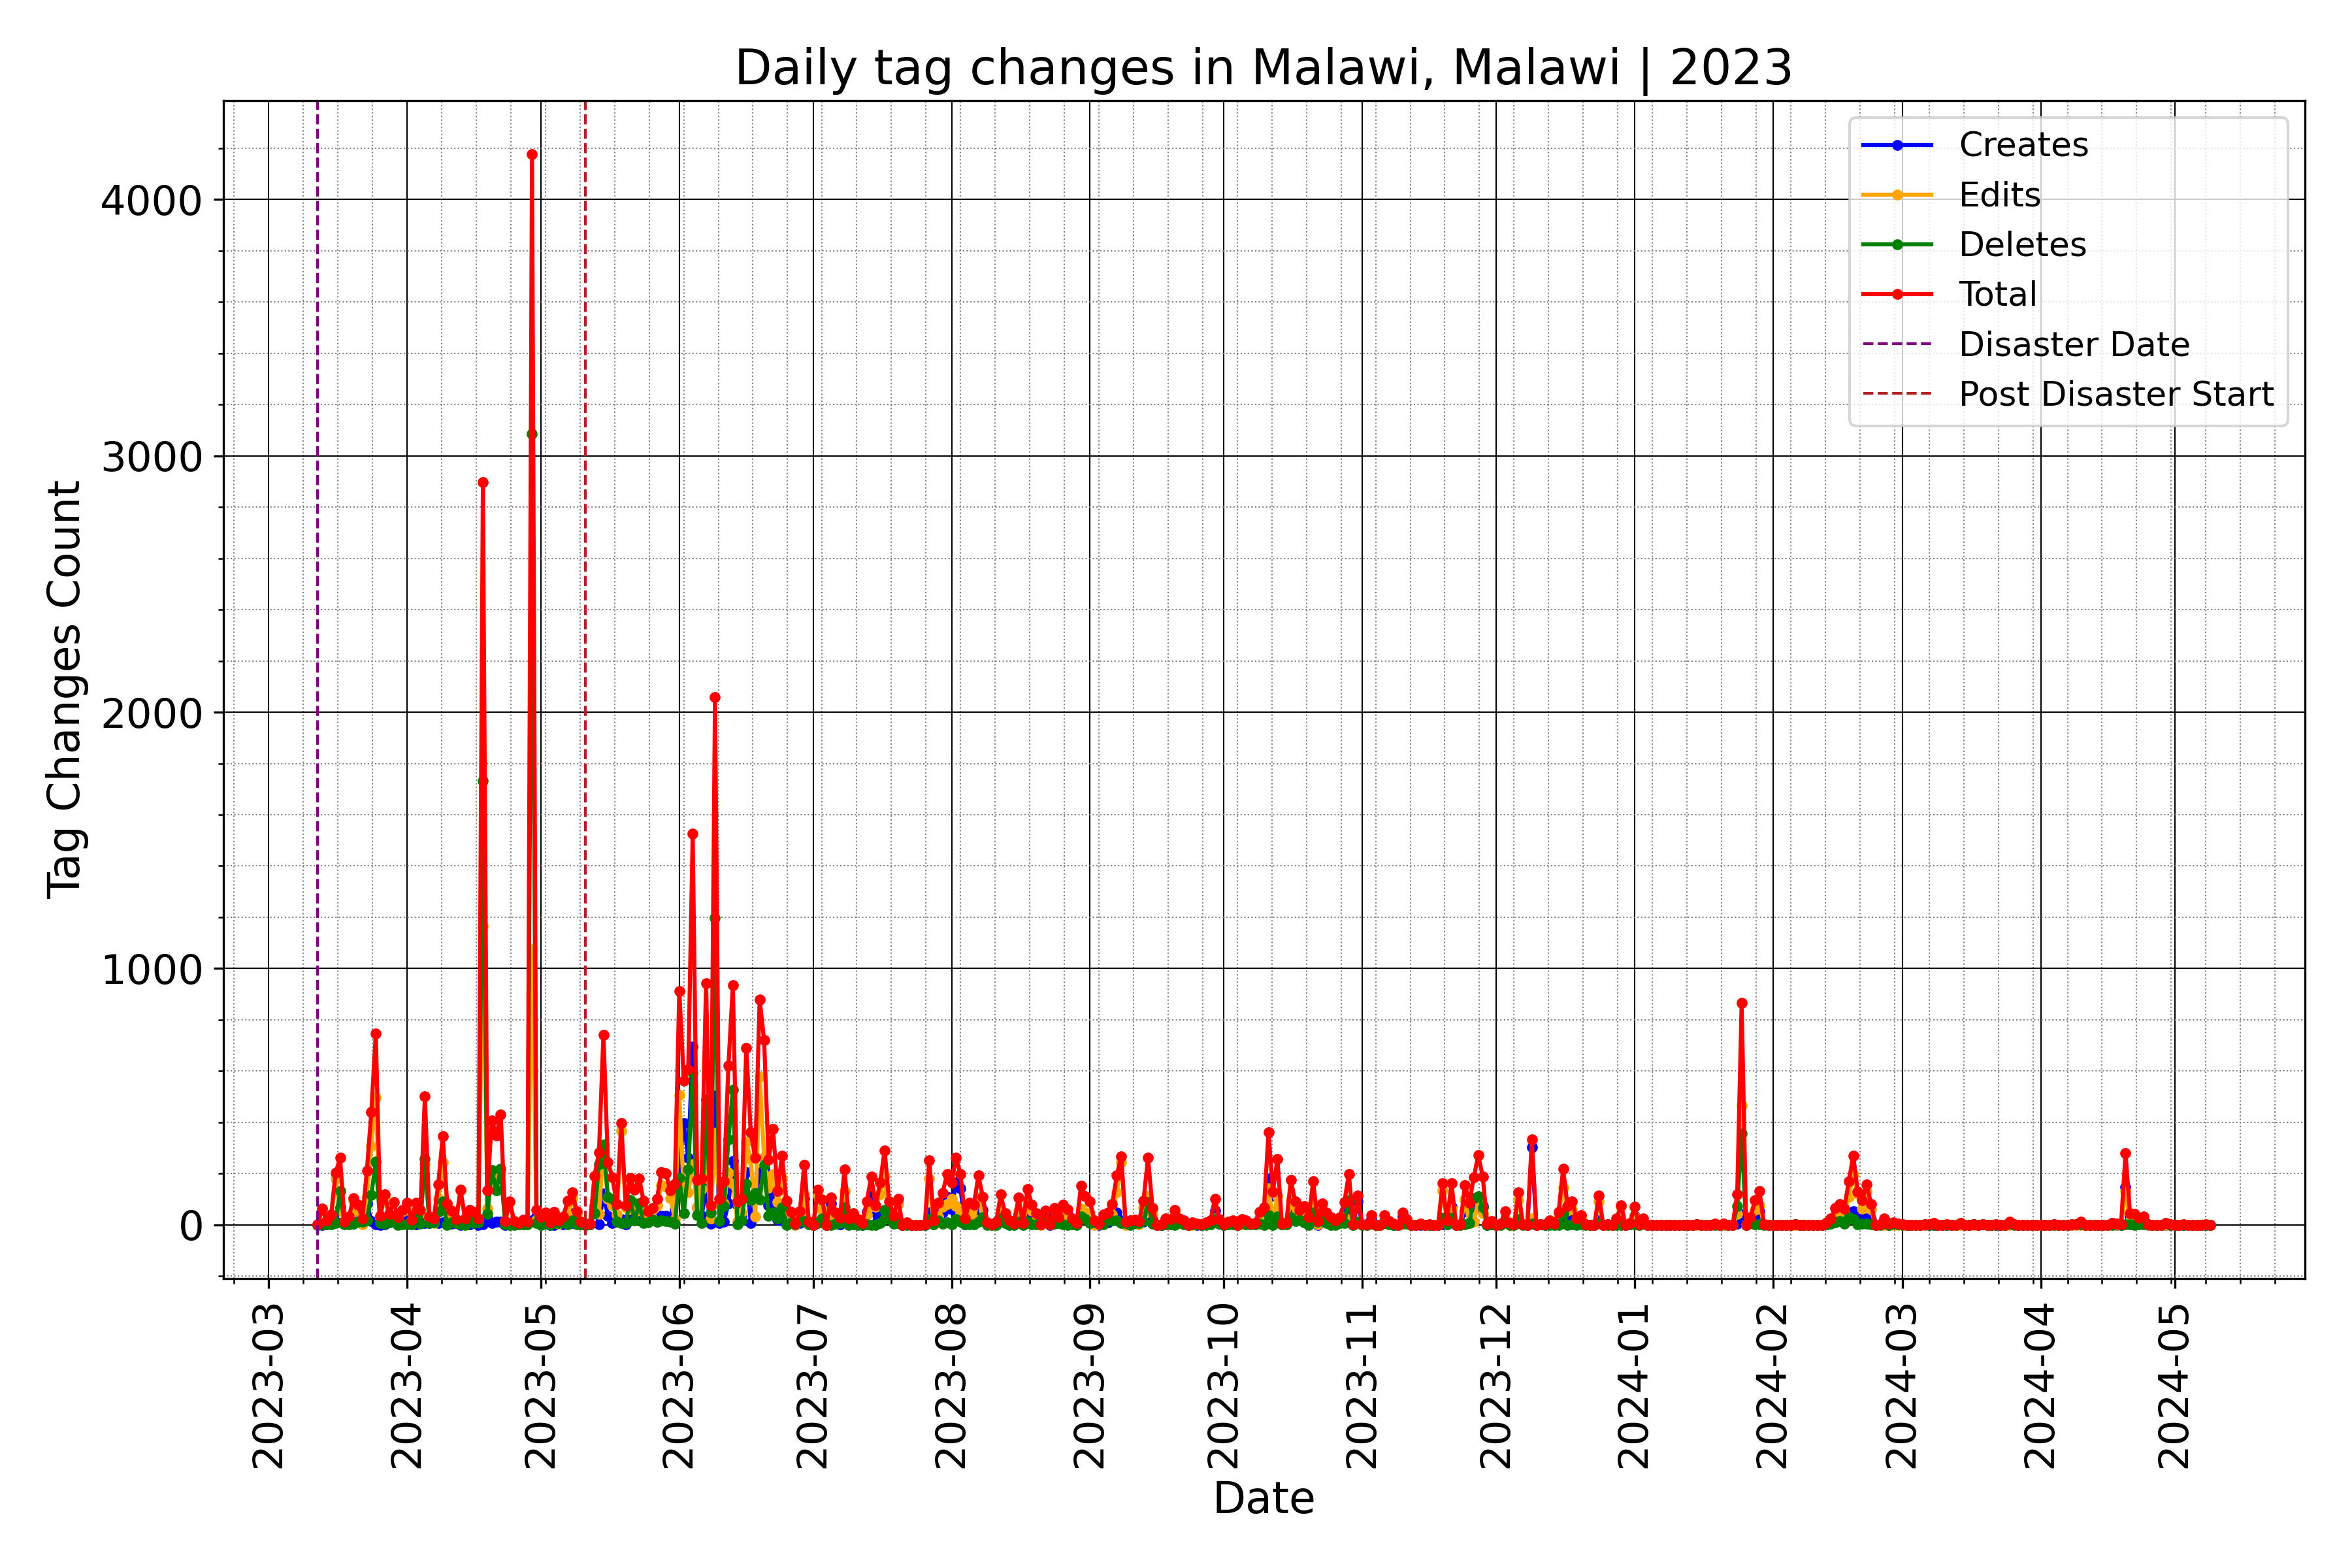 Daily tag changes in Malawi, Malawi | 2023
Creates
Edits
Deletes
Total
Disaster Date
Post Disaster Start
Tag Changes Count
4000
3000
2000
1000
0
2023-03
2023-04
2023-05
2023-06
2023-07
2023-08
2023-09
2023-10
2023-11
2023-12
2024-01
2024-02
2024-03
2024-04
2024-05
Date